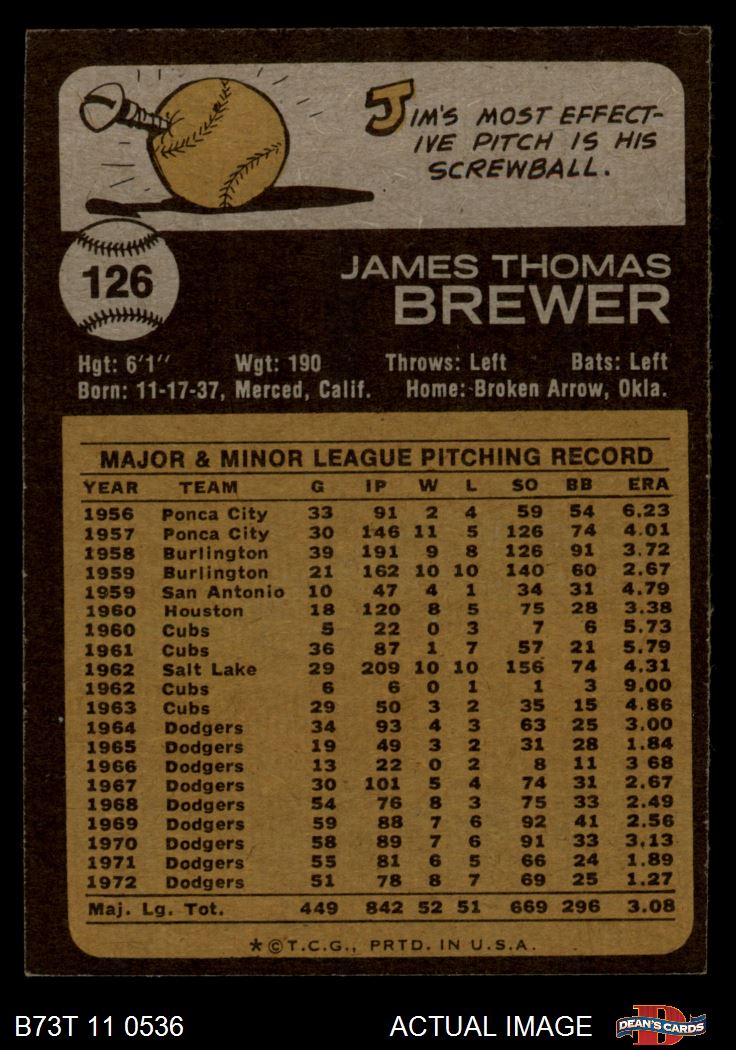 JIM'S MOST EFFECT-
IVE PITCH IS HIS
SCREWBALL.
126
JAMES THOMAS
BREWER
Hgt: 6'1" Wgt: 190 Throws: Left Bats: Left
Born: 11-17-37, Merced, Calif. Home: Broken Arrow, Okla.
MAJOR & MINOR LEAGUE PITCHING RECORD
YEAR TEAM G IP W L SO BB ERA
1956 Ponca City 33 91 2 4 59 54 6.23
1957 Ponca City 30 146 11 5 126 74 4.01
1958 Burlington 39 191 9 8 126 91 3.72
1959 Burlington 21 162 10 10 140 60 2.67
1959 San Antonio 10 47 4 1 34 31 4.79
1960 Houston 18 120 8 5 75 28 3.38
1960 Cubs 5 22 0 3 7 6 5.73
1961 Cubs 36 87 1 7 57 21 5.79
1962 Salt Lake 29 209 10 10 156 74 4.31
1962 Cubs 6 6 0 1 1 3 9.00
1963 Cubs 29 50 3 2 35 15 4.86
1964 Dodgers 34 93 4 3 63 25 3.00
1965 Dodgers 19 49 3 2 31 28 1.84
1966 Dodgers 13 22 0 2 8 11 3 68
1967 Dodgers 30 101 5 4 74 31 2.67
1968 Dodgers 54 76 8 3 75 33 2.49
1969 Dodgers 59 88 7 6 92 41 2.56
1970 Dodgers 58 89 7 6 91 33 3.13
1971 Dodgers 55 81 6 5 66 24 1.89
1972 Dodgers 51 78 8 7 69 25 1.27
Maj. Lg. Tot. 449 842 52 51 669 296 3.08
*©T.C.G., PRTD. IN U.S.A.
B73T 11 0536 ACTUAL IMAGE DEAN'S CARDS